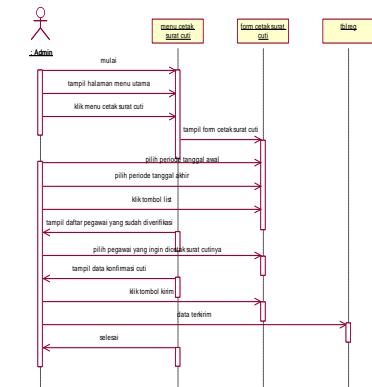 menu cetak
surat cuti
form cetak surat
cuti
tblreq
: Admin
mulai
tampil halaman menu utama
klik menu cetak surat cuti
tampil form cetak surat cuti
pilih periode tanggal awal
pilih periode tanggal akhir
klik tombol list
tampil daftar pegawai yang sudah diverifikasi
pilih pegawai yang ingin dicetak surat cutinya
tampil data konfirmasi cuti
klik tombol kirim
data terkirim
selesai